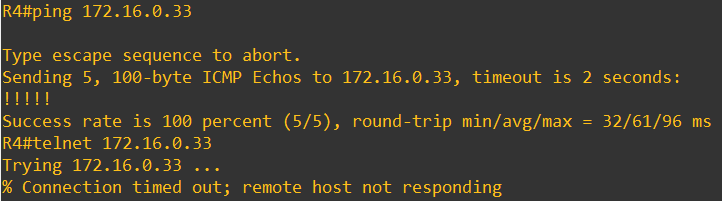 R4#ping 172.16.0.33
Type escape sequence to abort.
Sending 5, 100-byte ICMP Echos to 172.16.0.33, timeout is 2 seconds:
!!!!!
Success rate is 100 percent (5/5), round-trip min/avg/max = 32/61/96 ms
R4#telnet 172.16.0.33
Trying 172.16.0.33 ...
% Connection timed out; remote host not responding